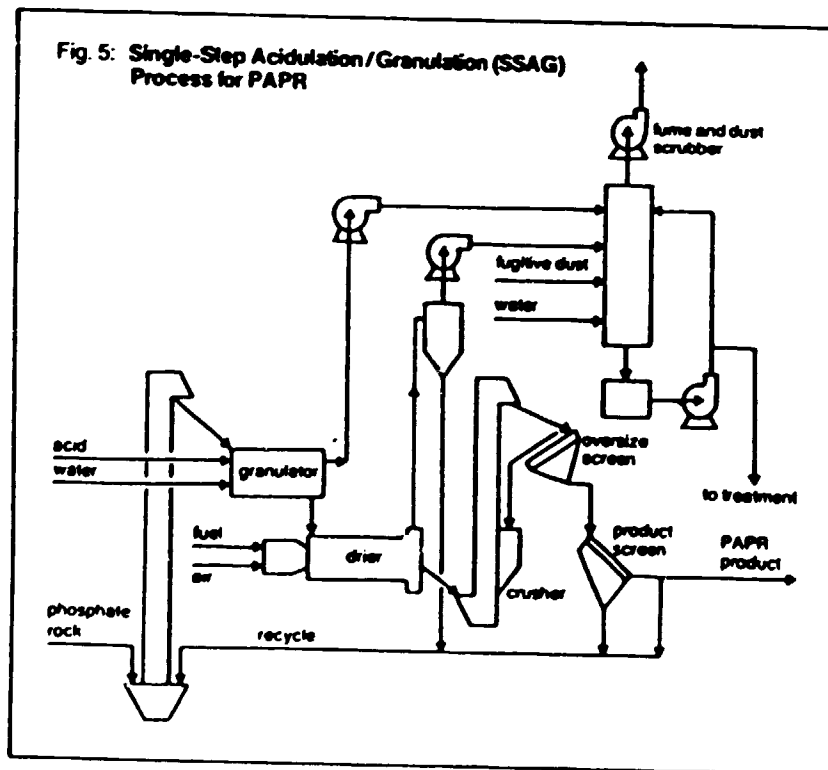 Fig. 5: Single-Step Acidulation/Granulation (SSAG)
Process for PAPR
fume and dust
scrubber
fugitive dust
water
acid
water
granulator
oversize
screen
to treatment
fuel
air
drier
product
screen
PAPR
product
crusher
phosphate
rock
recycle